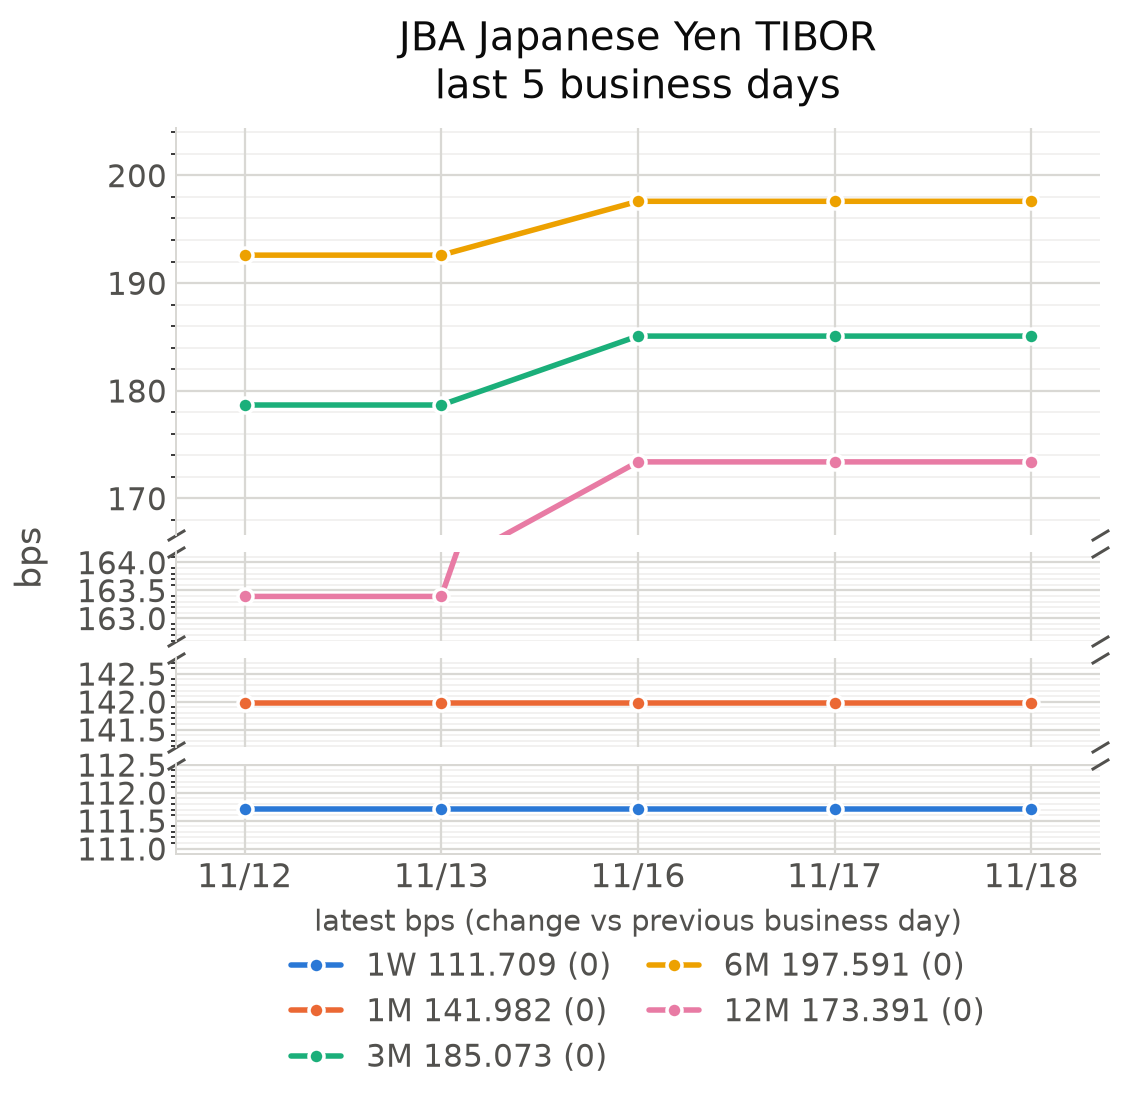 JBA Japanese Yen TIBOR
last 5 business days
200
190
180
170
164.0
163.5
163.0
142.5
142.0
141.5
112.5
112.0
111.5
111.0
bps
11/12 11/13 11/16 11/17 11/18
latest bps (change vs previous business day)
1W 111.709 (0) 6M 197.591 (0)
1M 141.982 (0) 12M 173.391 (0)
3M 185.073 (0)